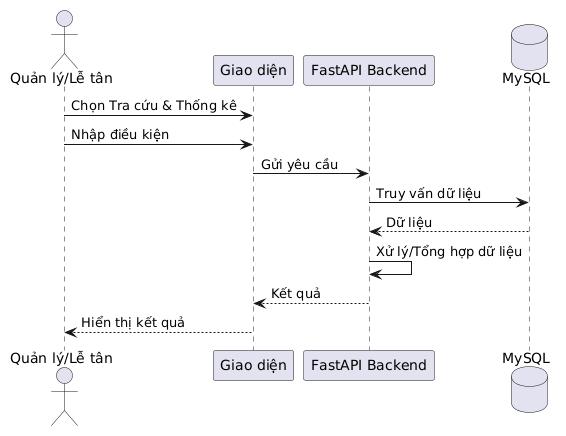 Quản lý/Lễ tân
Giao diện
FastAPI Backend
MySQL
Chọn Tra cứu & Thống kê
Nhập điều kiện
Gửi yêu cầu
Truy vấn dữ liệu
Dữ liệu
Xử lý/Tổng hợp dữ liệu
Kết quả
Hiển thị kết quả
Quản lý/Lễ tân
Giao diện
FastAPI Backend
MySQL